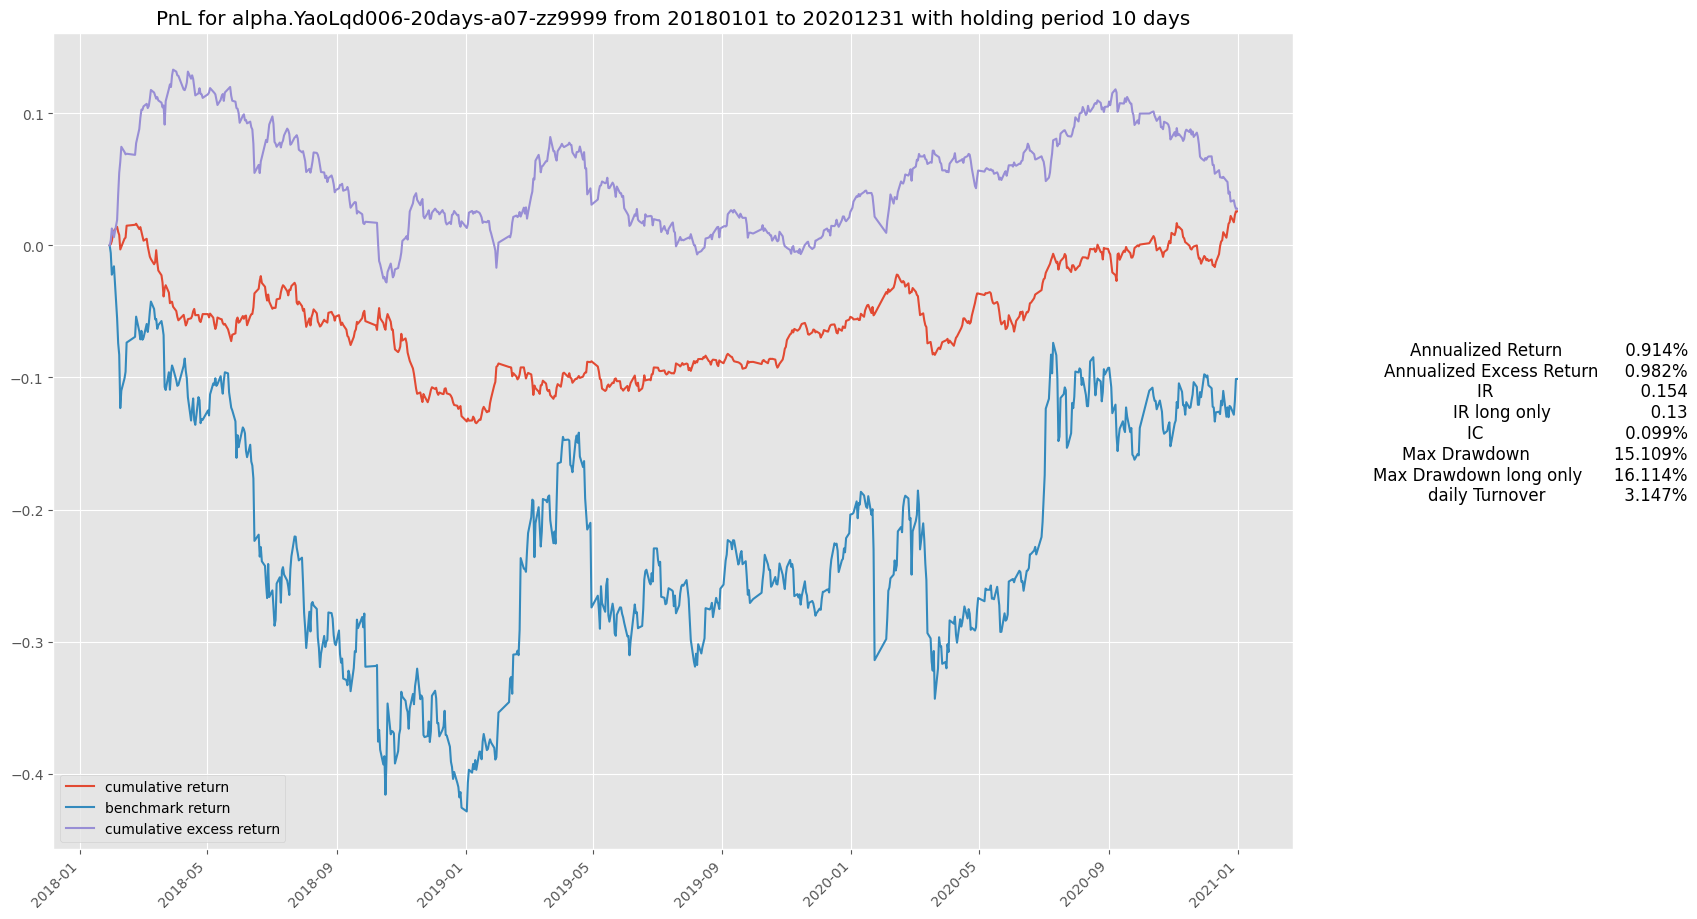 PnL for alpha.YaoLqd006-20days-a07-zz9999 from 20180101 to 20201231 with holding period 10 days
0.1
0.0
−0.1
−0.2
−0.3
−0.4
cumulative return
benchmark return
cumulative excess return
2018-01
2018-05
2018-09
2019-01
2019-05
2019-09
2020-01
2020-05
2020-09
2021-01
Annualized Return 0.914%
Annualized Excess Return 0.982%
IR 0.154
IR long only 0.13
IC 0.099%
Max Drawdown 15.109%
Max Drawdown long only 16.114%
daily Turnover 3.147%